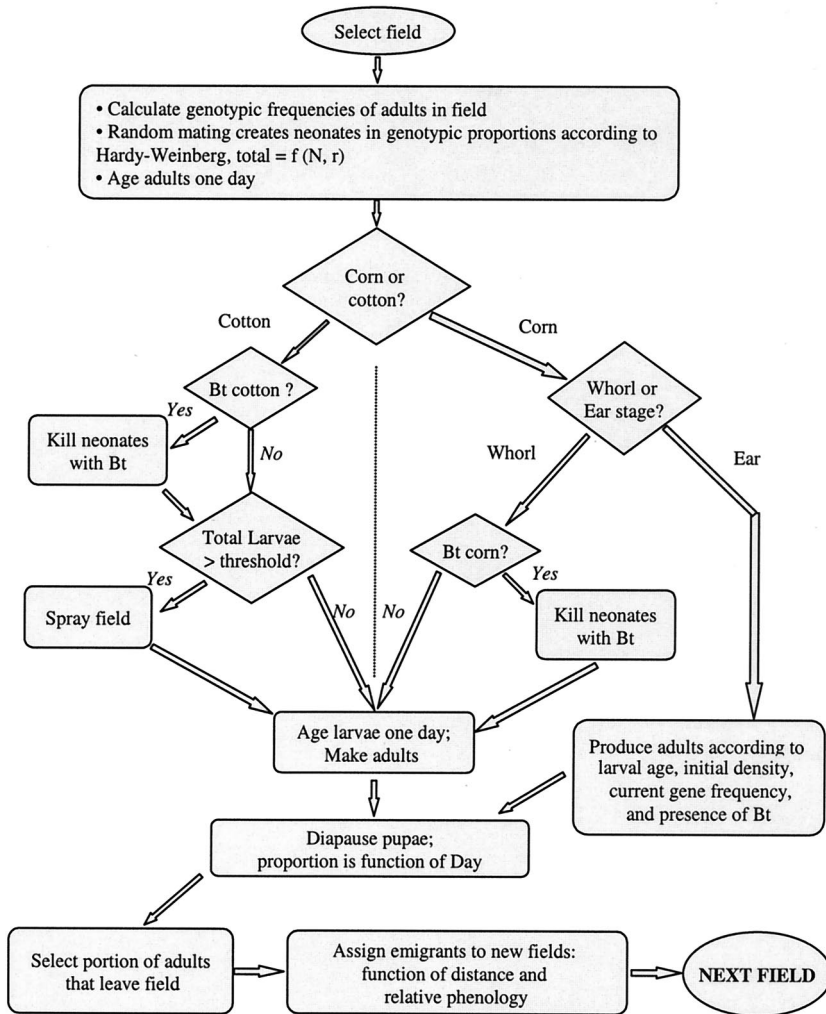 Select field
• Calculate genotypic frequencies of adults in field
• Random mating creates neonates in genotypic proportions according to
Hardy-Weinberg, total = f (N, r)
• Age adults one day
Corn or
cotton?
Cotton
Corn
Bt cotton ?
Whorl or
Ear stage?
Yes
Kill neonates
with Bt
No
Whorl
Ear
Total Larvae
> threshold?
Bt corn?
Yes
Yes
Spray field
No
No
Kill neonates
with Bt
Age larvae one day;
Make adults
Produce adults according to
larval age, initial density,
current gene frequency,
and presence of Bt
Diapause pupae;
proportion is function of Day
Select portion of adults
that leave field
Assign emigrants to new fields:
function of distance and
relative phenology
NEXT FIELD